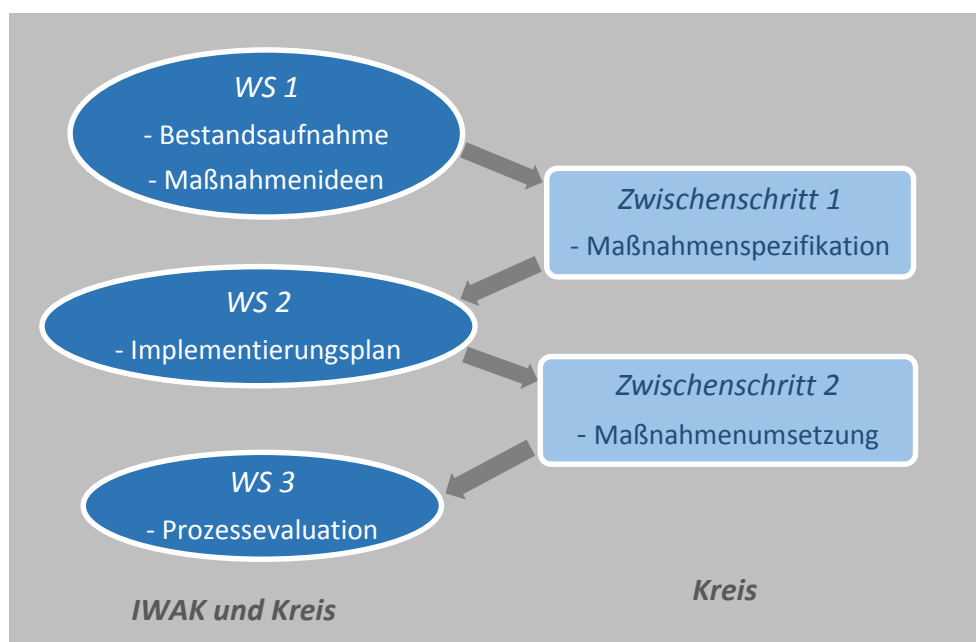 WS 1
- Bestandsaufnahme
- Maßnahmenideen
Zwischenschritt 1
- Maßnahmenspezifikation
WS 2
- Implementierungsplan
Zwischenschritt 2
- Maßnahmenumsetzung
WS 3
- Prozessevaluation
IWAK und Kreis
Kreis